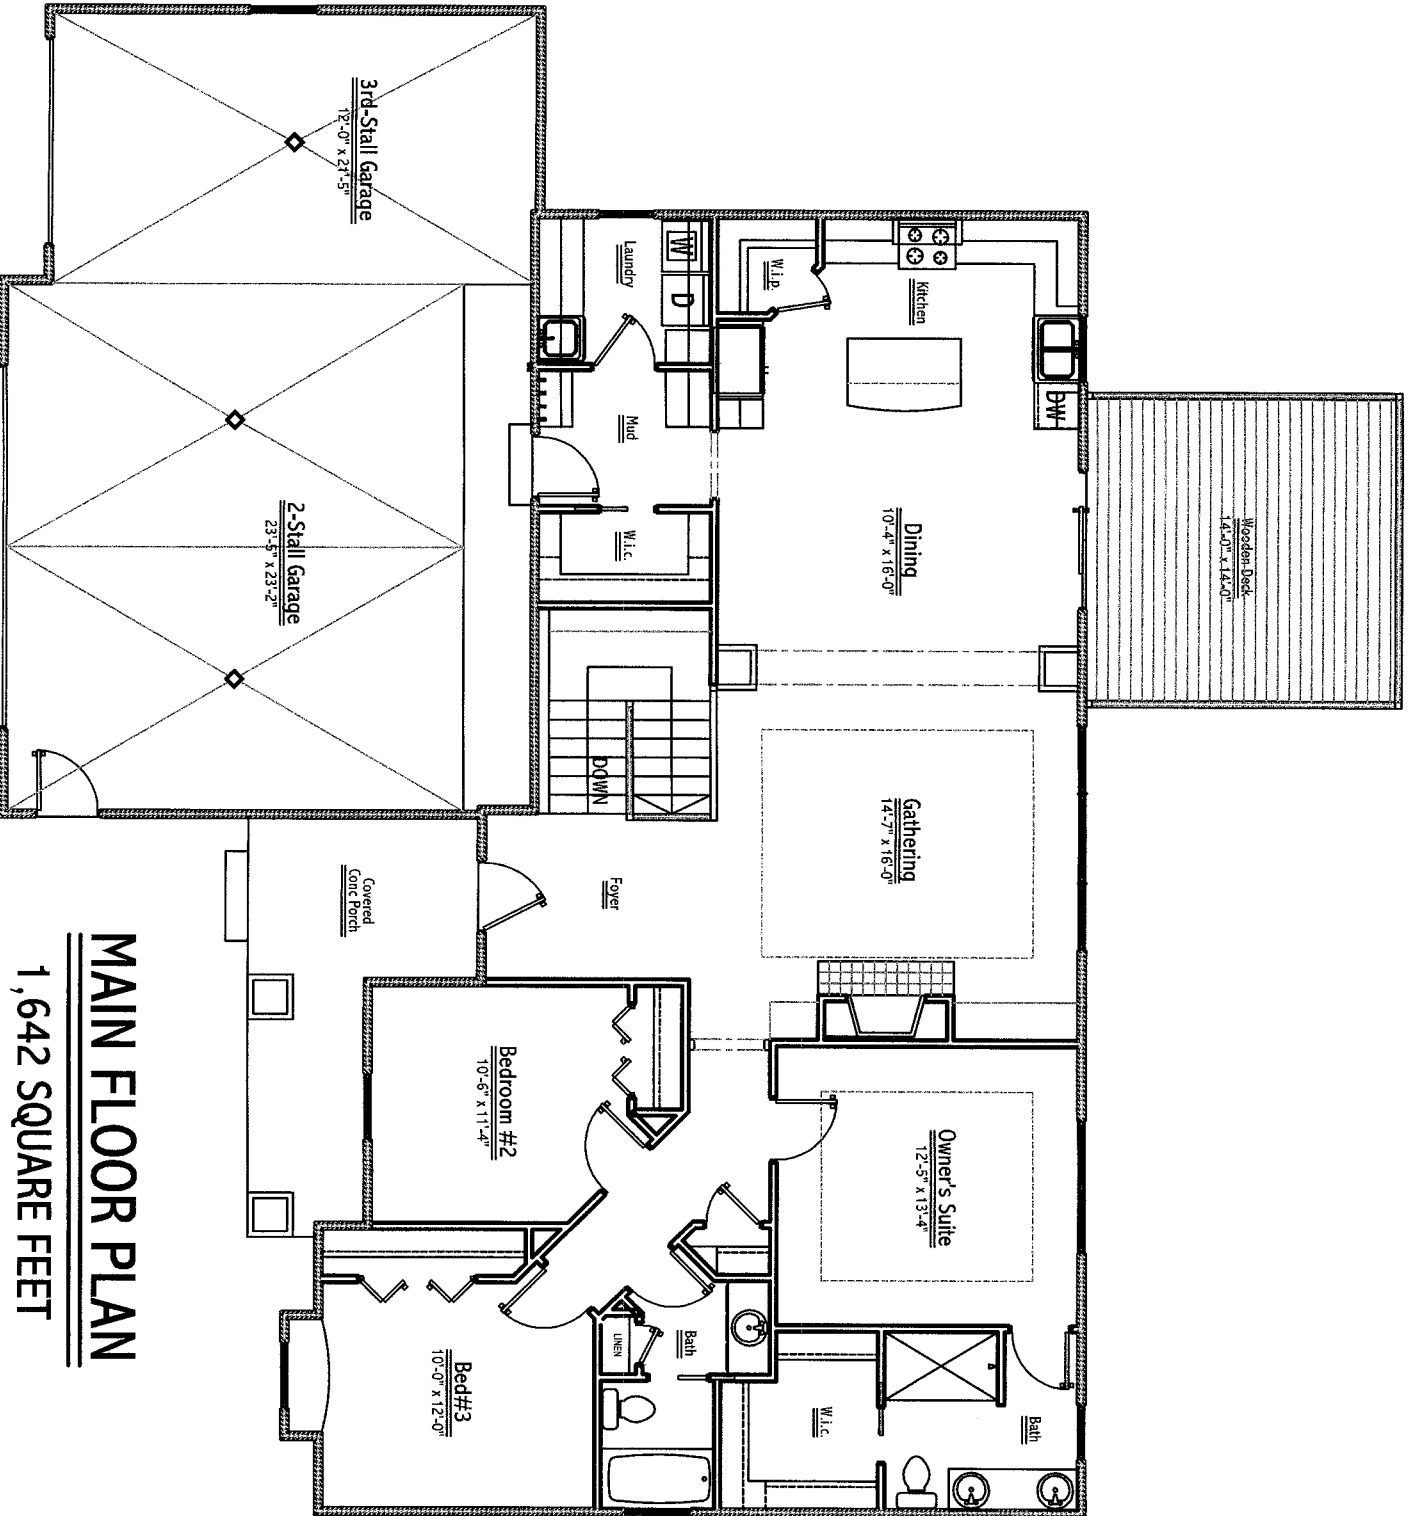 Wooden Deck
14'-0" x 14'-0"
Kitchen
W.i.p.
DW
Dining
10'-4" x 16'-0"
Gathering
14'-7" x 16'-0"
Owner's Suite
12'-5" x 13'-4"
Bath
W.i.c.
Laundry
W
D
Mud
W.i.c.
DOWN
Foyer
Bath
LINEN
3rd-Stall Garage
12'-0" x 21'-5"
2-Stall Garage
23'-5" x 23'-2"
Covered
Conc Porch
Bedroom #2
10'-6" x 11'-4"
Bed#3
10'-0" x 12'-0"
MAIN FLOOR PLAN
1,642 SQUARE FEET